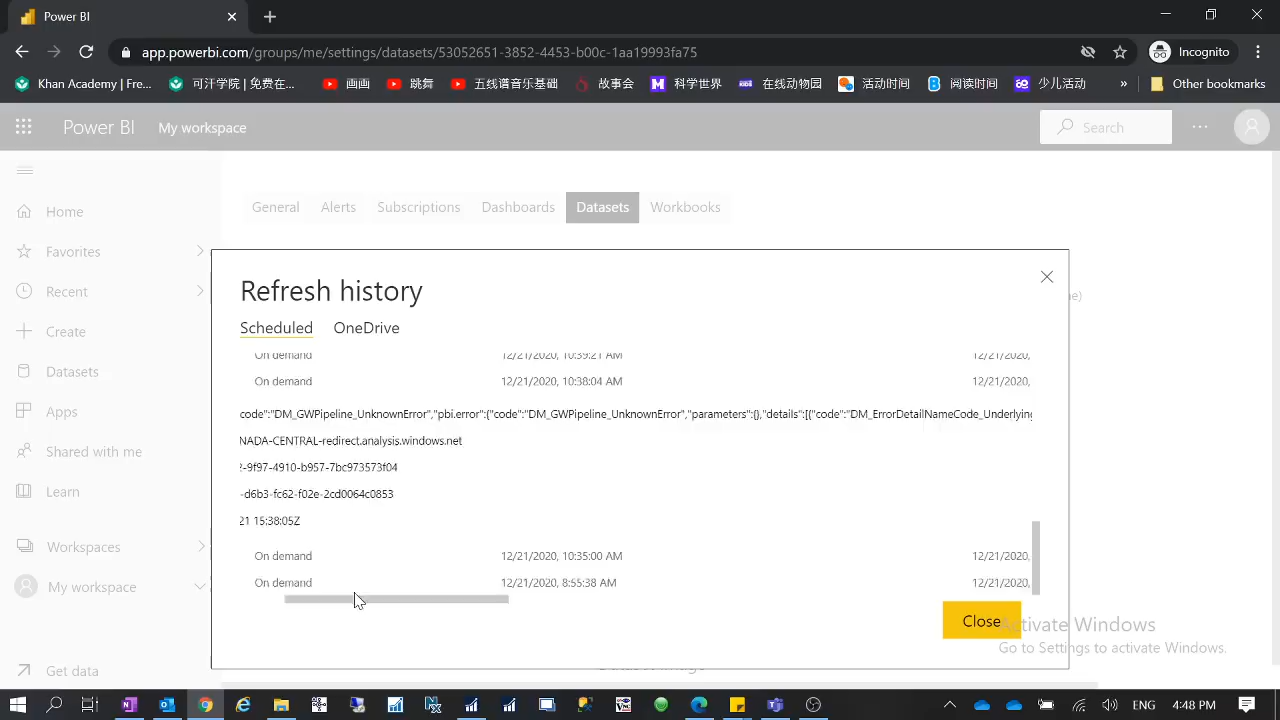 Power BI
app.powerbi.com/groups/me/settings/datasets/53052651-3852-4453-b00c-1aa19993fa75
Incognito
Khan Academy | Fre...
可汗学院 | 免费在...
画画
跳舞
五线谱音乐基础
故事会
科学世界
在线动物园
活动时间
阅读时间
少儿活动
»
Other bookmarks
Power BI
My workspace
Search
Home
Favorites
Recent
Create
Datasets
Apps
Shared with me
Learn
Workspaces
My workspace
Get data
General
Alerts
Subscriptions
Dashboards
Datasets
Workbooks
Refresh history
Scheduled
OneDrive
On demand 12/21/2020, 10:39:21 AM 12/21/2020,
On demand 12/21/2020, 10:38:04 AM 12/21/2020,
code":"DM_GWPipeline_UnknownError","pbi.error":{"code":"DM_GWPipeline_UnknownError","parameters":{},"details":[{"code":"DM_ErrorDetailNameCode_Underlying
NADA-CENTRAL-redirect.analysis.windows.net
-9f97-4910-b957-7bc973573f04
-d6b3-fc62-f02e-2cd0064c0853
21 15:38:05Z
On demand 12/21/2020, 10:35:00 AM 12/21/2020,
On demand 12/21/2020, 8:55:38 AM 12/21/2020,
Close
Activate Windows
Go to Settings to activate Windows.
ENG
4:48 PM